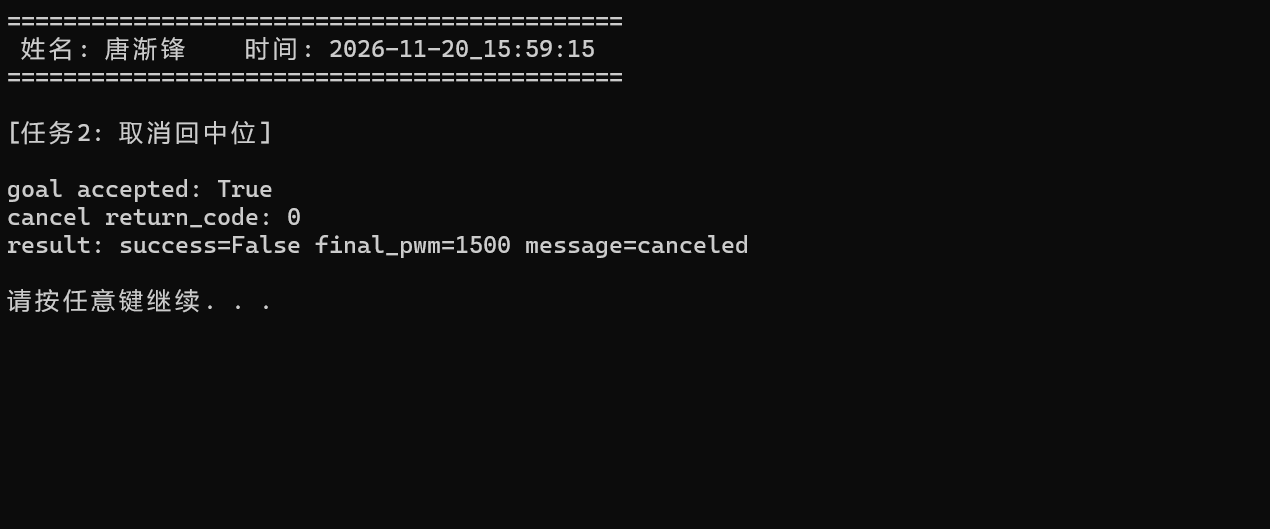 ============================================
姓名: 唐渐锋    时间: 2026-11-20_15:59:15
============================================
[任务2: 取消回中位]
goal accepted: True
cancel return_code: 0
result: success=False final_pwm=1500 message=canceled
请按任意键继续. . .